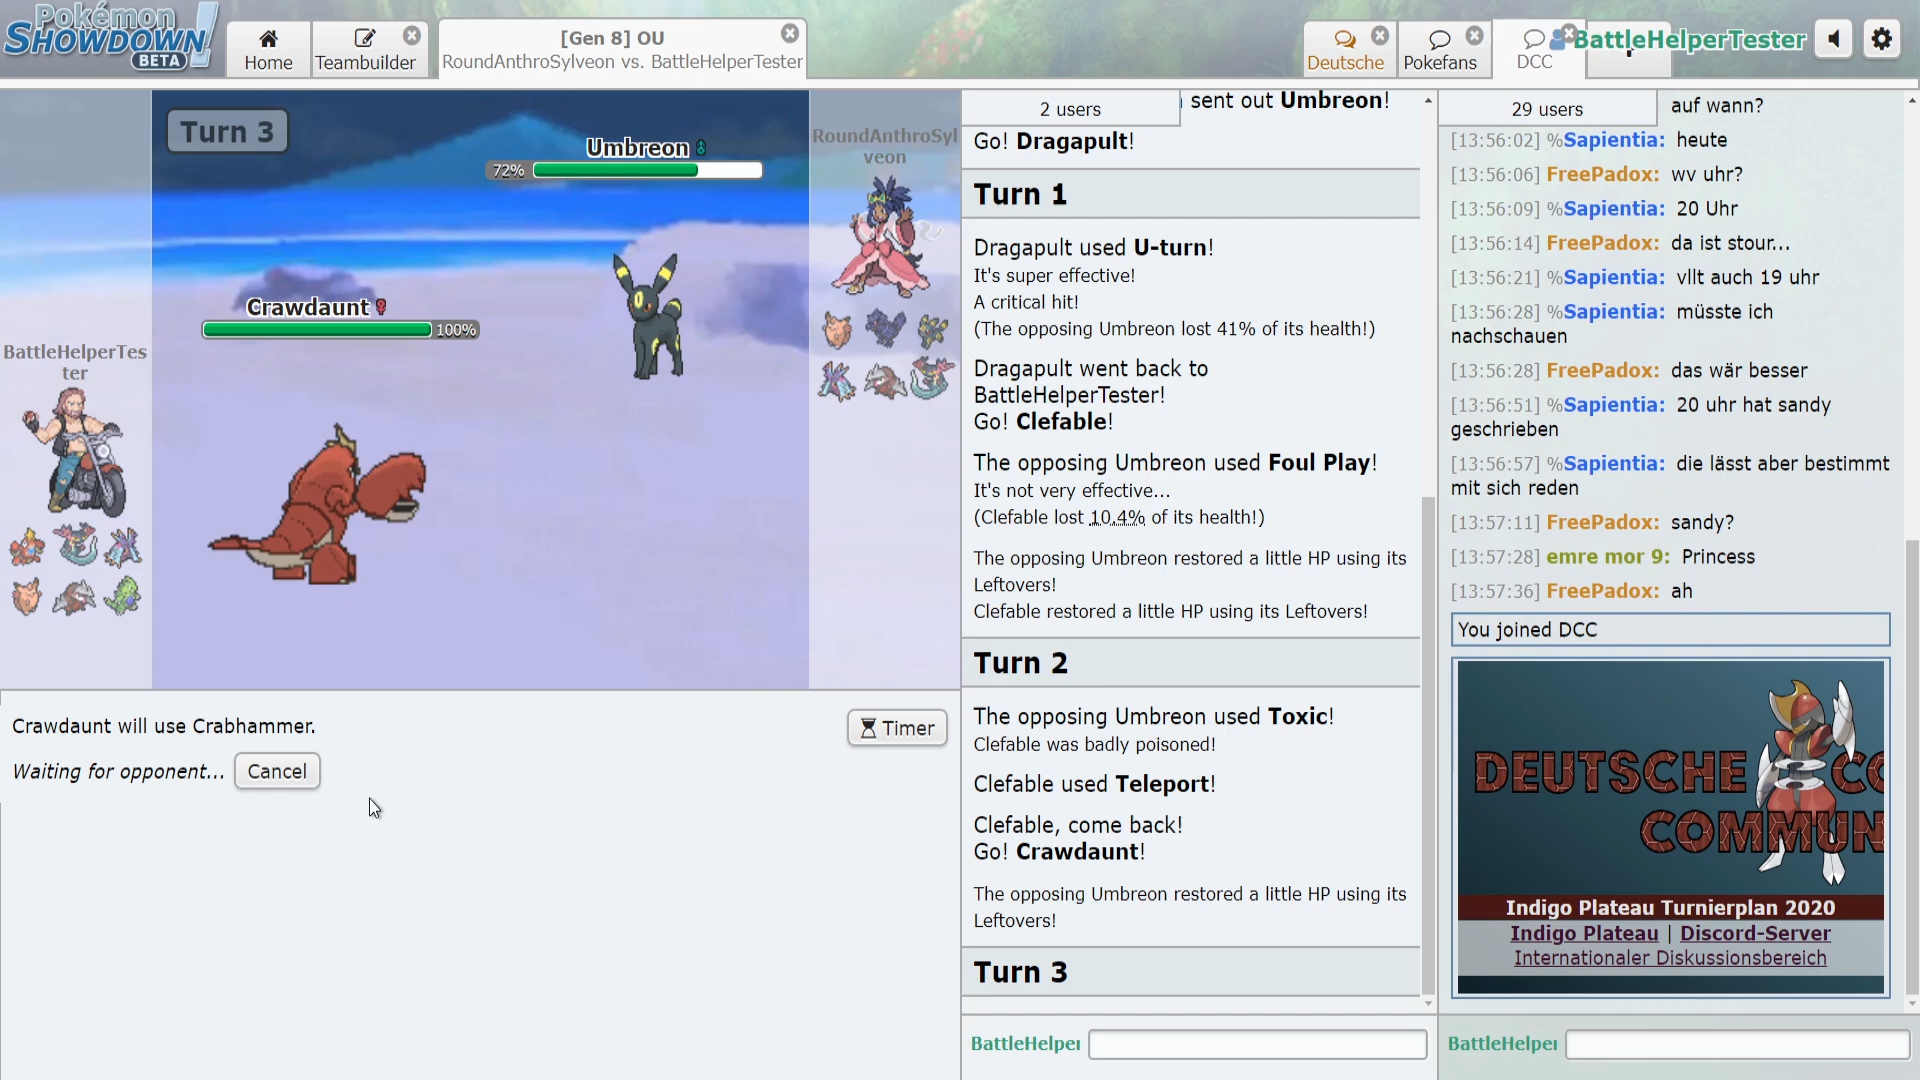 Pokémon
SHOWDOWN!
BETA
Home
Teambuilder
[Gen 8] OU
RoundAnthroSylveon vs. BattleHelperTester
Deutsche
Pokefans
DCC
BattleHelperTester
Turn 3
Umbreon
72%
Crawdaunt
100%
BattleHelperTes
ter
RoundAnthroSyl
veon
Crawdaunt will use Crabhammer.
Waiting for opponent...
Cancel
Timer
2 users
sent out Umbreon!
Go! Dragapult!
Turn 1
Dragapult used U-turn!
It's super effective!
A critical hit!
(The opposing Umbreon lost 41% of its health!)
Dragapult went back to
BattleHelperTester!
Go! Clefable!
The opposing Umbreon used Foul Play!
It's not very effective...
(Clefable lost 10.4% of its health!)
The opposing Umbreon restored a little HP using its
Leftovers!
Clefable restored a little HP using its Leftovers!
Turn 2
The opposing Umbreon used Toxic!
Clefable was badly poisoned!
Clefable used Teleport!
Clefable, come back!
Go! Crawdaunt!
The opposing Umbreon restored a little HP using its
Leftovers!
Turn 3
BattleHelper
29 users
auf wann?
[13:56:02] %Sapientia: heute
[13:56:06] FreePadox: wv uhr?
[13:56:09] %Sapientia: 20 Uhr
[13:56:14] FreePadox: da ist stour...
[13:56:21] %Sapientia: vllt auch 19 uhr
[13:56:28] %Sapientia: müsste ich
nachschauen
[13:56:28] FreePadox: das wär besser
[13:56:51] %Sapientia: 20 uhr hat sandy
geschrieben
[13:56:57] %Sapientia: die lässt aber bestimmt
mit sich reden
[13:57:11] FreePadox: sandy?
[13:57:28] emre mor 9: Princess
[13:57:36] FreePadox: ah
You joined DCC
DEUTSCHE CO
COMMUN
Indigo Plateau Turnierplan 2020
Indigo Plateau | Discord-Server
Internationaler Diskussionsbereich
BattleHelper